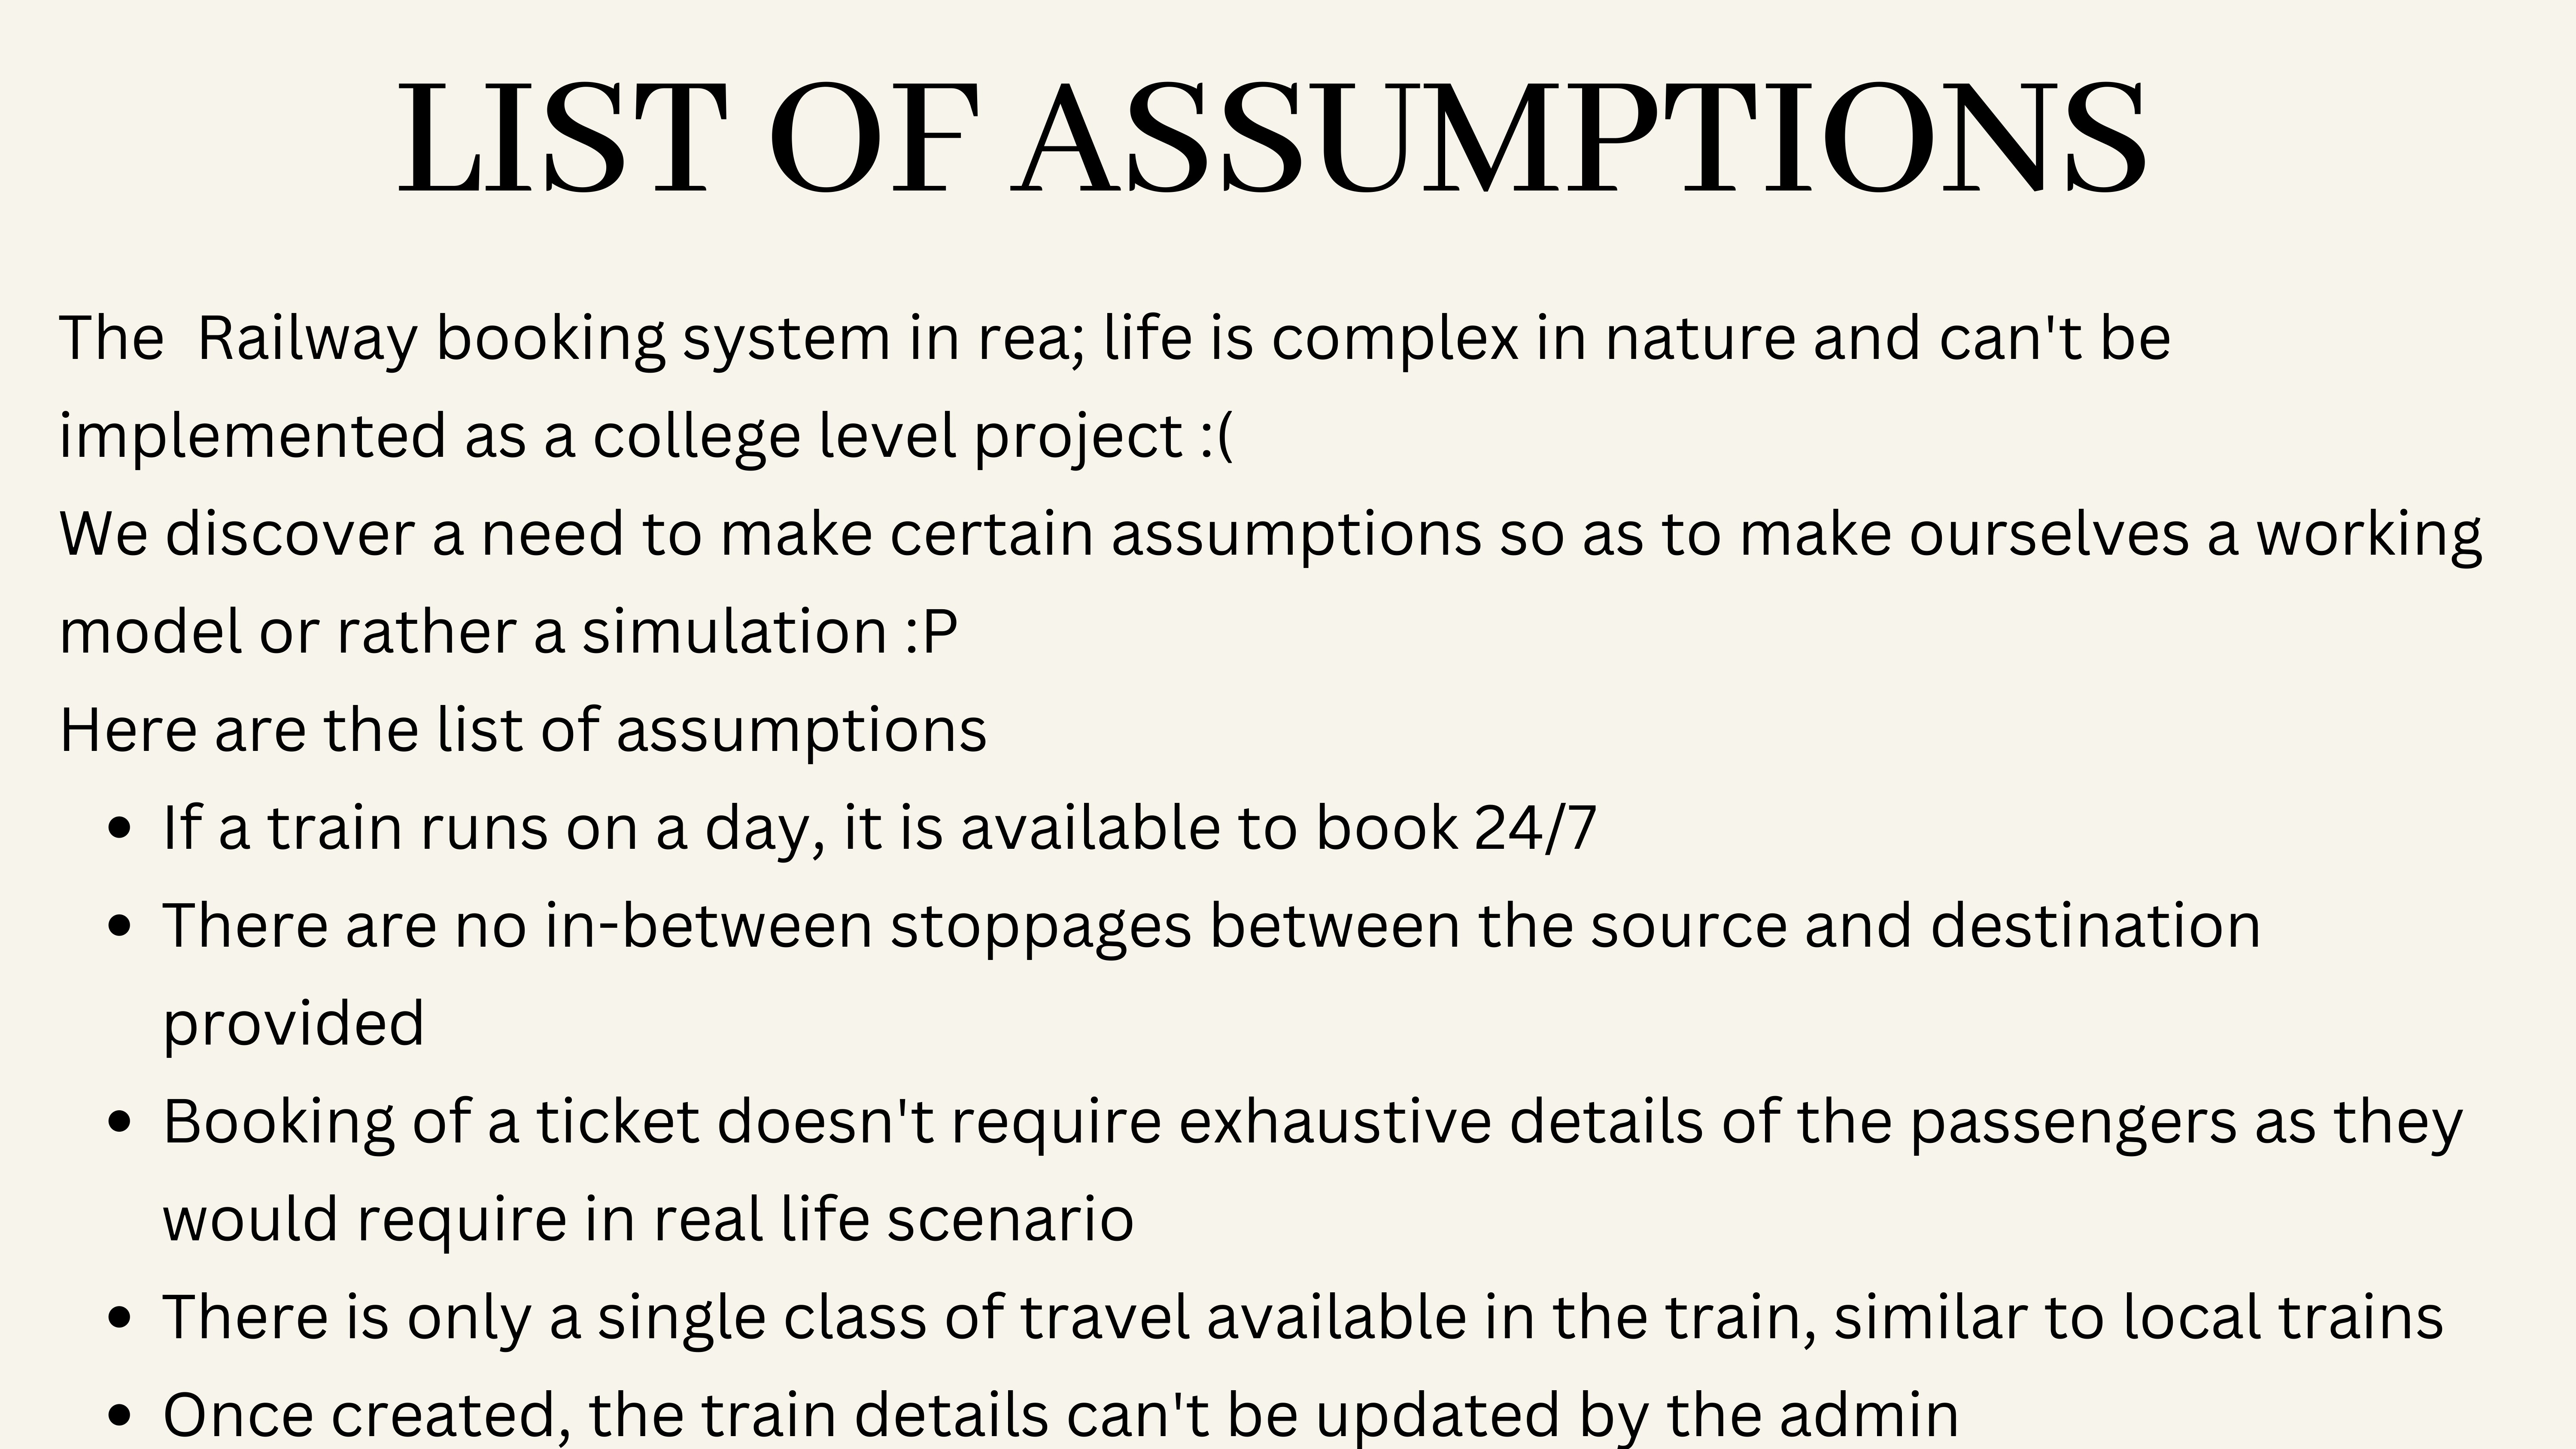 LIST OF ASSUMPTIONS
The  Railway booking system in rea; life is complex in nature and can't be
implemented as a college level project :(
We discover a need to make certain assumptions so as to make ourselves a working
model or rather a simulation :P
Here are the list of assumptions
• If a train runs on a day, it is available to book 24/7
• There are no in-between stoppages between the source and destination
provided
• Booking of a ticket doesn't require exhaustive details of the passengers as they
would require in real life scenario
• There is only a single class of travel available in the train, similar to local trains
• Once created, the train details can't be updated by the admin